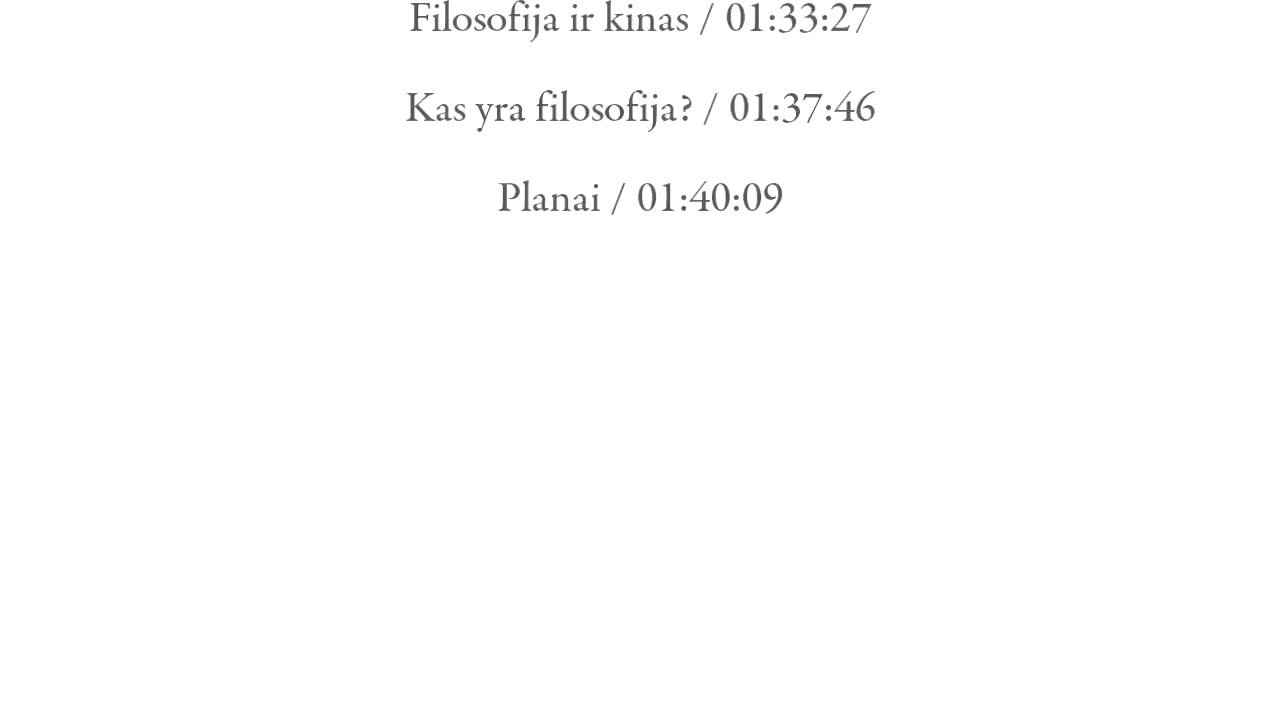 Filosofija ir kinas / 01:33:27
Kas yra filosofija? / 01:37:46
Planai / 01:40:09